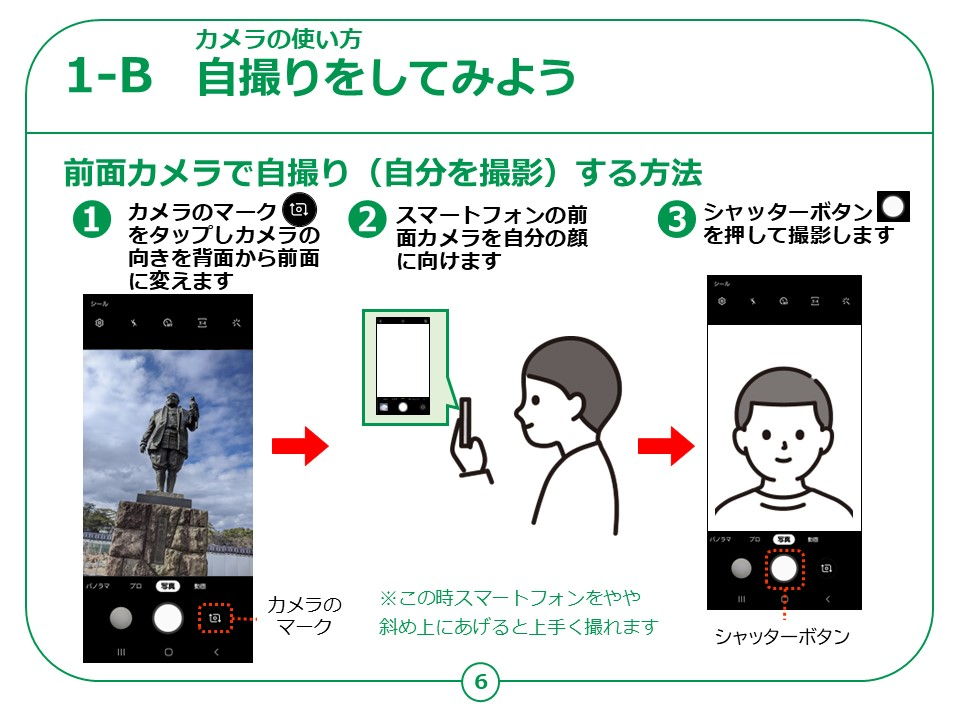 カメラの使い方
1-B 自撮りをしてみよう
前面カメラで自撮り（自分を撮影）する方法
1 カメラのマーク
をタップしカメラの
向きを背面から前面
に変えます
2 スマートフォンの前
面カメラを自分の顔
に向けます
3 シャッターボタン
を押して撮影します
シール
パノラマ プロ 写真 動画
カメラの
マーク
※この時スマートフォンをやや
斜め上にあげると上手く撮れます
シール
パノラマ プロ 写真 動画
シャッターボタン
6